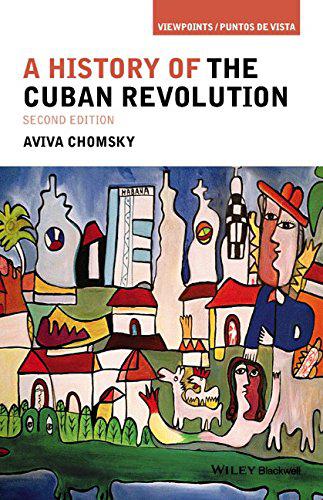 VIEWPOINTS / PUNTOS DE VISTA
A HISTORY OF THE
CUBAN REVOLUTION
SECOND EDITION
AVIVA CHOMSKY
HABANA
WILEY Blackwell